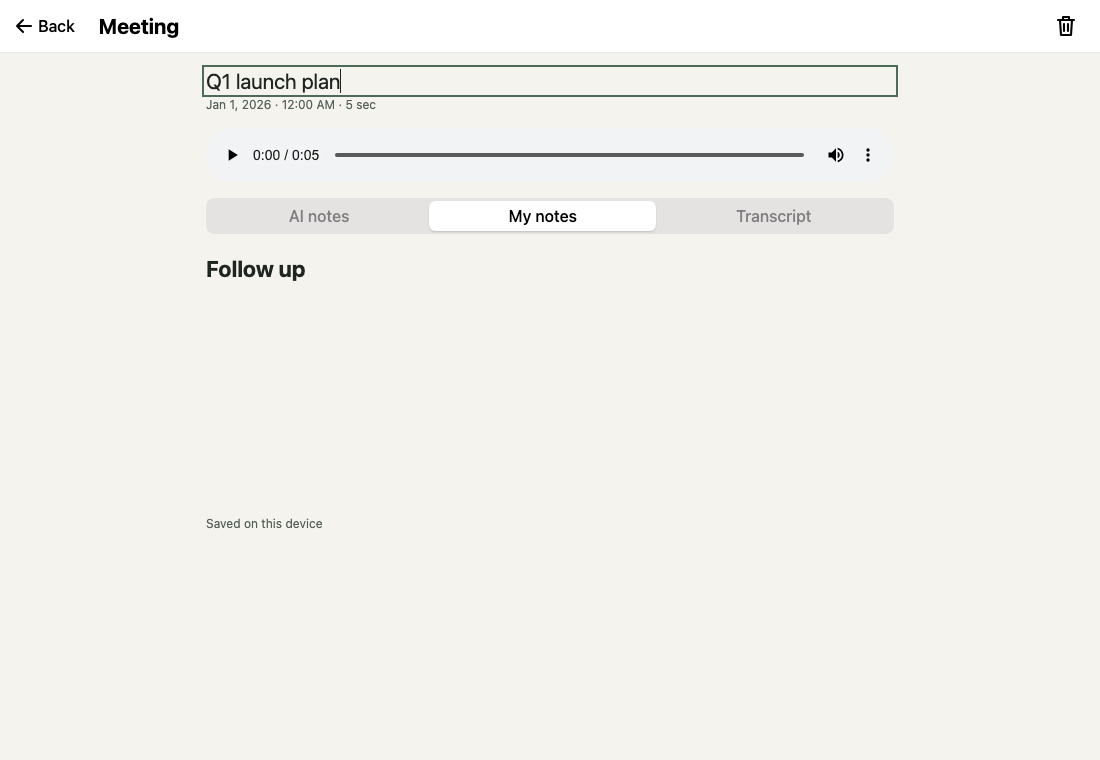 Back Meeting
Q1 launch plan
Jan 1, 2026 · 12:00 AM · 5 sec
0:00 / 0:05
AI notes My notes Transcript
Follow up
Saved on this device